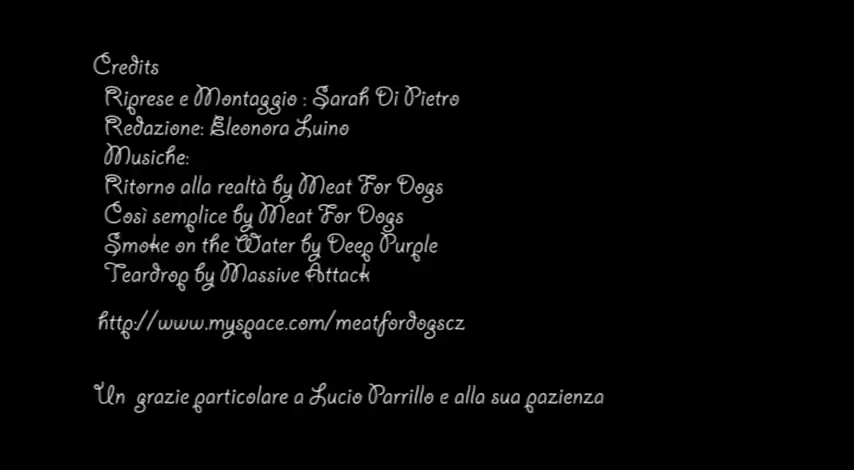 Credits
Riprese e Montaggio : Sarah Di Pietro
Redazione: Eleonora Luino
Musiche:
Ritorno alla realtà by Meat For Dogs
Così semplice by Meat For Dogs
Smoke on the Water by Deep Purple
Teardrop by Massive Attack
http://www.myspace.com/meatfordogscz
Un grazie particolare a Lucio Parrillo e alla sua pazienza